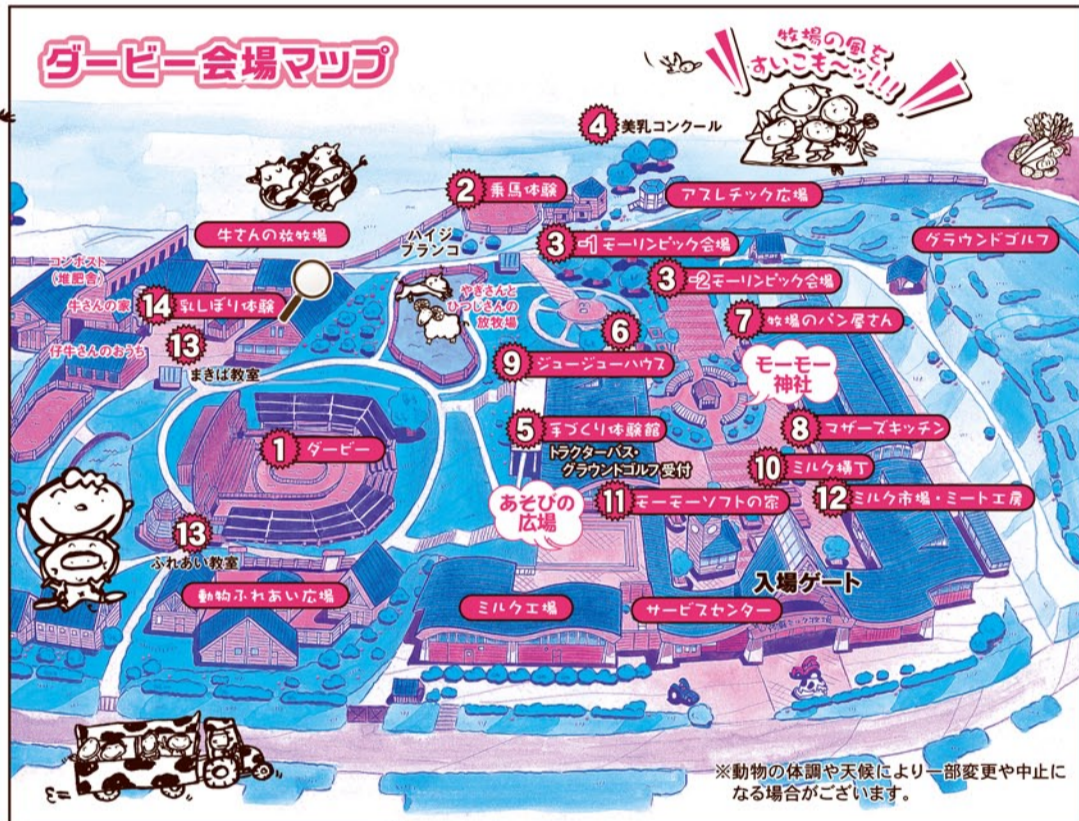 ダービー会場マップ
牧場の風を
すいこも〜ッ!!!!
4 美乳コンクール
2 乗馬体験
アスレチック広場
牛さんの放牧場
ハイジ
ブランコ
3 -1 モーリンピック会場
グラウンドゴルフ
コンポスト
(堆肥舎)
3 -2 モーリンピック会場
やぎさんと
ひつじさんの
放牧場
牛さんの家
14 乳しぼり体験
7 牧場のパン屋さん
13
まきば教室
仔牛さんのおうち
6
9 ジュージューハウス
モーモー
神社
5 手づくり体験館
トラクターバス・
グラウンドゴルフ受付
8 マザーズキッチン
1 ダービー
10 ミルク横丁
あそびの
広場
11 モーモーソフトの家
12 ミルク市場・ミート工房
13
ふれあい教室
入場ゲート
動物ふれあい広場
ミルク工場
サービスセンター
※動物の体調や天候により一部変更や中止に
なる場合がございます。